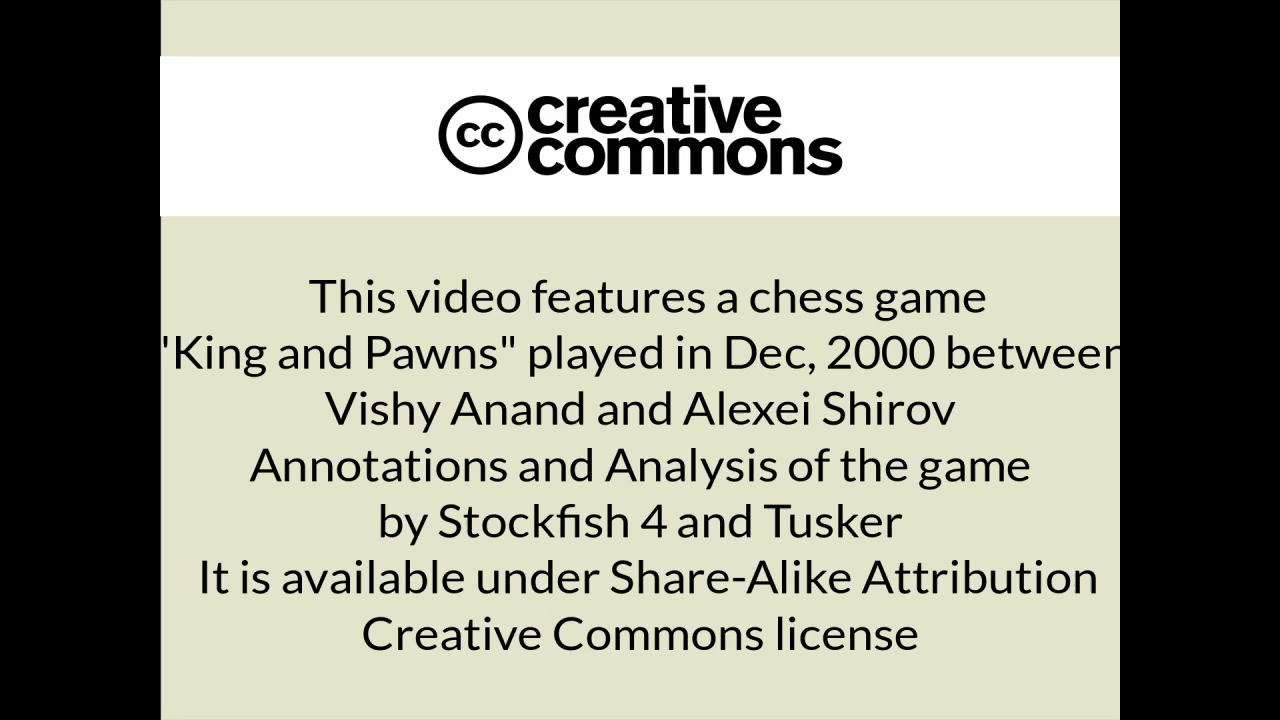 cc creative
commons
This video features a chess game
"King and Pawns" played in Dec, 2000 between
Vishy Anand and Alexei Shirov
Annotations and Analysis of the game
by Stockfish 4 and Tusker
It is available under Share-Alike Attribution
Creative Commons license